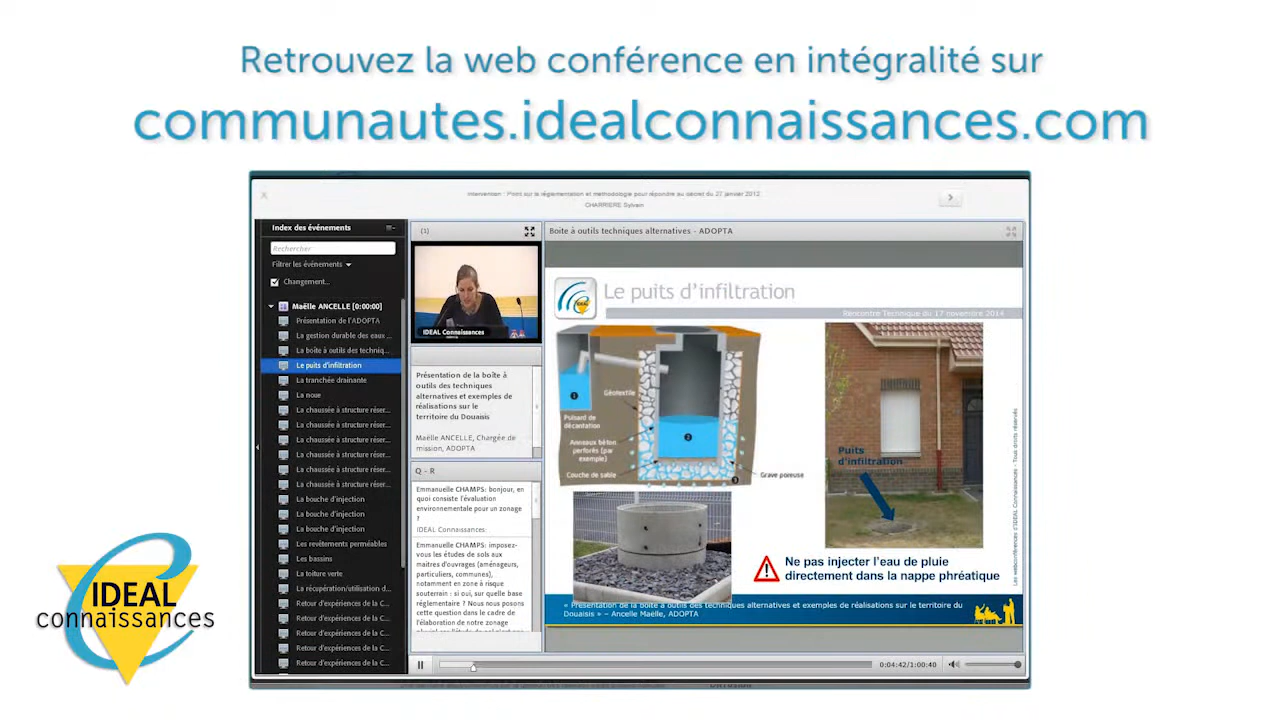 Retrouvez la web conférence en intégralité sur
communautes.idealconnaissances.com
Intervention : Point sur la réglementation et méthodologie pour répondre au décret du 27 janvier 2012
CHARRIERE Sylvain
Index des événements
Rechercher
Filtrer les événements
Changement...
Maëlle ANCELLE [0:00:00]
Présentation de l'ADOPTA
La gestion durable des eaux ...
La boîte à outils des techniq...
Le puits d'infiltration
La tranchée drainante
La noue
La chaussée à structure réser...
La chaussée à structure réser...
La chaussée à structure réser...
La chaussée à structure réser...
La chaussée à structure réser...
La chaussée à structure réser...
La bouche d'injection
La bouche d'injection
La bouche d'injection
Les revêtements perméables
Les bassins
La toiture verte
La récupération/utilisation d...
Retour d'expériences de la C...
Retour d'expériences de la C...
Retour d'expériences de la C...
Retour d'expériences de la C...
Retour d'expériences de la C...
(1)
IDEAL Connaissances
Présentation de la boîte à
outils des techniques
alternatives et exemples de
réalisations sur le
territoire du Douaisis
Maëlle ANCELLE, Chargée de
mission, ADOPTA
Q - R
Emmanuelle CHAMPS: bonjour, en
quoi consiste l'évaluation
environnementale pour un zonage
?
IDEAL Connaissances:
Emmanuelle CHAMPS: imposez-
vous les études de sols aux
maitres d'ouvrages (aménageurs,
particuliers, communes),
notamment en zone à risque
souterrain : si oui, sur quelle base
réglementaire ? Nous nous posons
cette question dans le cadre de
l'élaboration de notre zonage
Boite à outils techniques alternatives - ADOPTA
Le puits d'infiltration
Rencontre Technique du 17 novembre 2014
1
Puisard de
décantation
Géotextile
Anneaux béton
perforés (par
exemple)
2
Couche de sable
3
Grave poreuse
Puits
d'infiltration
Ne pas injecter l'eau de pluie
directement dans la nappe phréatique
Les webconférences d'IDEAL Connaissances - Tous droits réservés
« Présentation de la boîte à outils des techniques alternatives et exemples de réalisations sur le territoire du
Douaisis » – Ancelle Maëlle, ADOPTA
0:04:42/1:00:40
IDEAL
connaissances